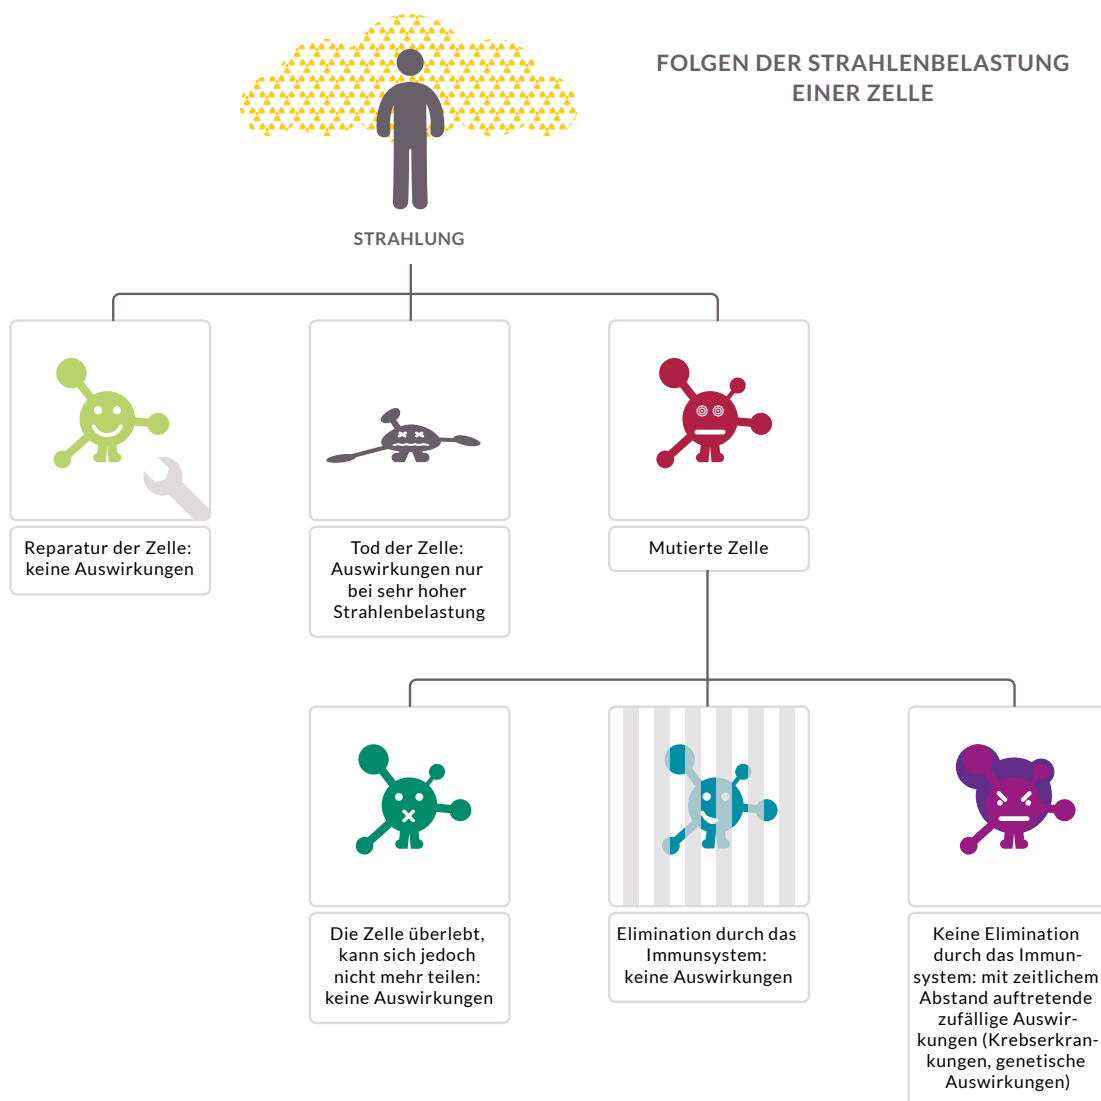 FOLGEN DER STRAHLENBELASTUNG
EINER ZELLE
STRAHLUNG
Reparatur der Zelle:
keine Auswirkungen
Tod der Zelle:
Auswirkungen nur
bei sehr hoher
Strahlenbelastung
Mutierte Zelle
Die Zelle überlebt,
kann sich jedoch
nicht mehr teilen:
keine Auswirkungen
Elimination durch das
Immunsystem:
keine Auswirkungen
Keine Elimination
durch das Immun-
system: mit zeitlichem
Abstand auftretende
zufällige Auswir-
kungen (Krebserkran-
kungen, genetische
Auswirkungen)